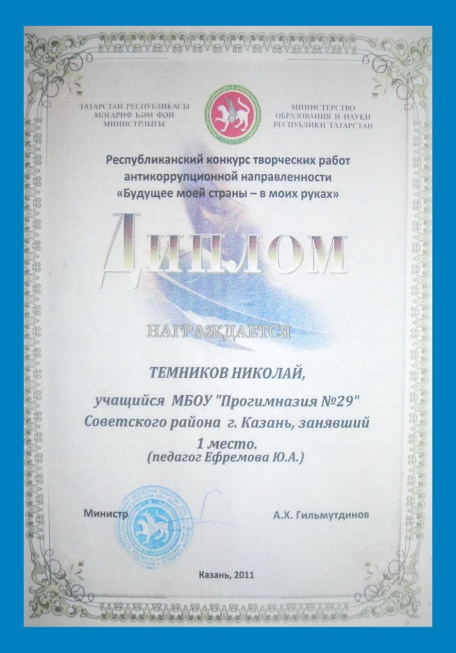 ТАТАРСТАН РЕСПУБЛИКАСЫ
МӘГАРИФ ҺӘМ ФӘН
МИНИСТРЛЫГЫ
МИНИСТЕРСТВО
ОБРАЗОВАНИЯ И НАУКИ
РЕСПУБЛИКИ ТАТАРСТАН
Республиканский конкурс творческих работ
антикоррупционной направленности
«Будущее моей страны – в моих руках»
ДИПЛОМ
НАГРАЖДАЕТСЯ
ТЕМНИКОВ НИКОЛАЙ,
учащийся МБОУ "Прогимназия №29"
Советского района г. Казань, занявший
1 место.
(педагог Ефремова Ю.А.)
Министр
А.Х. Гильмутдинов
Казань, 2011